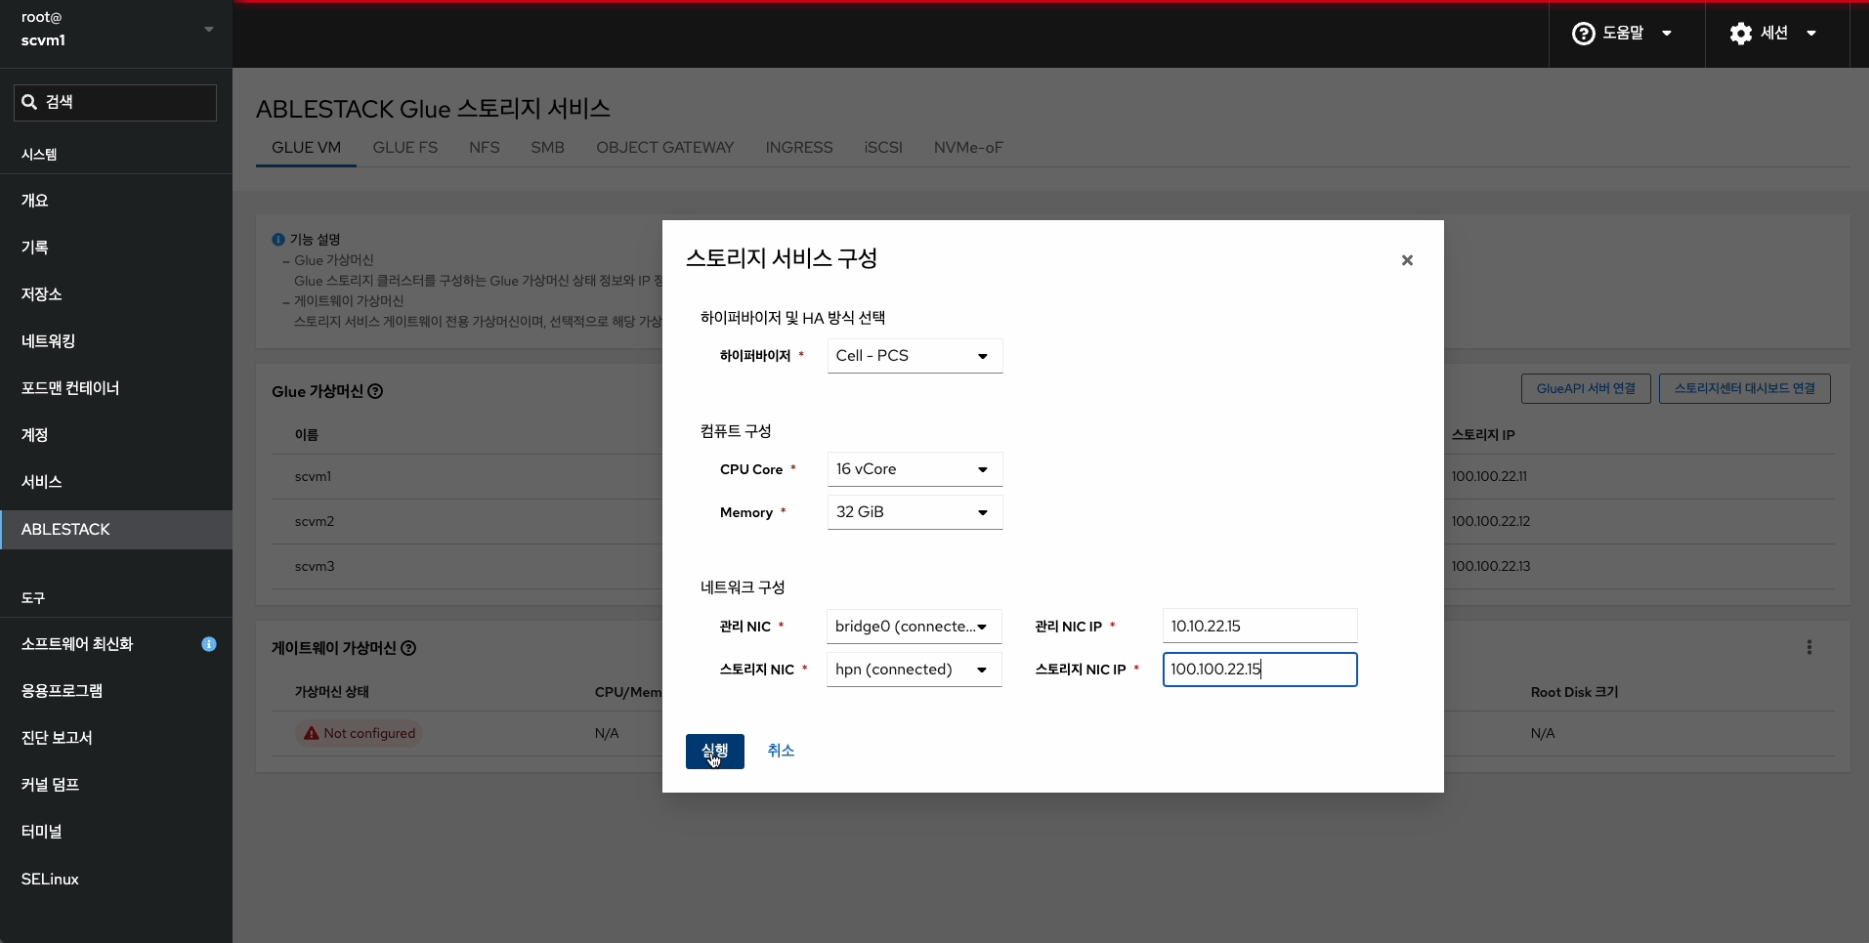 root@
scvm1
도움말
세션
검색
시스템
개요
기록
저장소
네트워킹
포드맨 컨테이너
계정
서비스
ABLESTACK
도구
소프트웨어 최신화
응용프로그램
진단 보고서
커널 덤프
터미널
SELinux
ABLESTACK Glue 스토리지 서비스
GLUE VM GLUE FS NFS SMB OBJECT GATEWAY INGRESS iSCSI NVMe-oF
기능 설명
– Glue 가상머신
Glue 스토리지 클러스터를 구성하는 Glue 가상머신 상태 정보와 IP
– 게이트웨이 가상머신
스토리지 서비스 게이트웨이 전용 가상머신이며, 선택적으로 해당 가상
Glue 가상머신
GlueAPI 서버 연결 스토리지센터 대시보드 연결
이름 스토리지 IP
scvm1 100.100.22.11
scvm2 100.100.22.12
scvm3 100.100.22.13
게이트웨이 가상머신
가상머신 상태 CPU/Mem Root Disk 크기
Not configured N/A N/A
스토리지 서비스 구성
하이퍼바이저 및 HA 방식 선택
하이퍼바이저 * Cell - PCS
컴퓨트 구성
CPU Core * 16 vCore
Memory * 32 GiB
네트워크 구성
관리 NIC * bridge0 (connecte... 관리 NIC IP * 10.10.22.15
스토리지 NIC * hpn (connected) 스토리지 NIC IP * 100.100.22.15
실행 취소